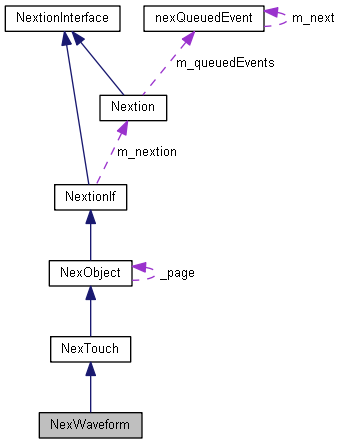 NextionInterface
nexQueuedEvent
m_next
m_queuedEvents
Nextion
m_nextion
NextionIf
NexObject
_page
NexTouch
NexWaveform